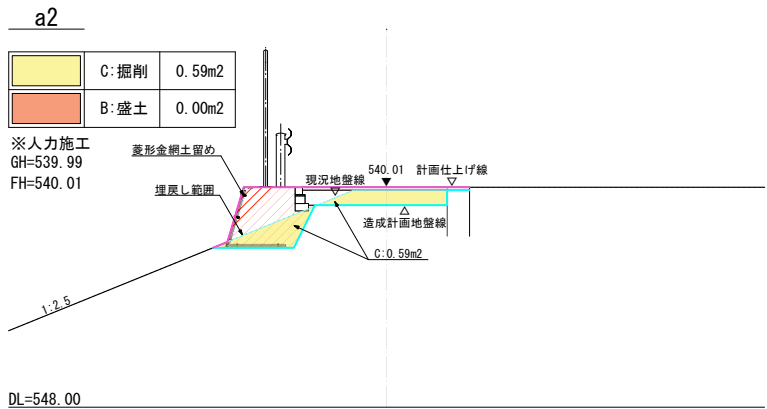 a2
C:掘削 0.59m2
B:盛土 0.00m2
※人力施工
GH=539.99
FH=540.01
菱形金網土留め
埋戻し範囲
現況地盤線
540.01
計画仕上げ線
造成計画地盤線
C:0.59m2
1:2.5
DL=548.00